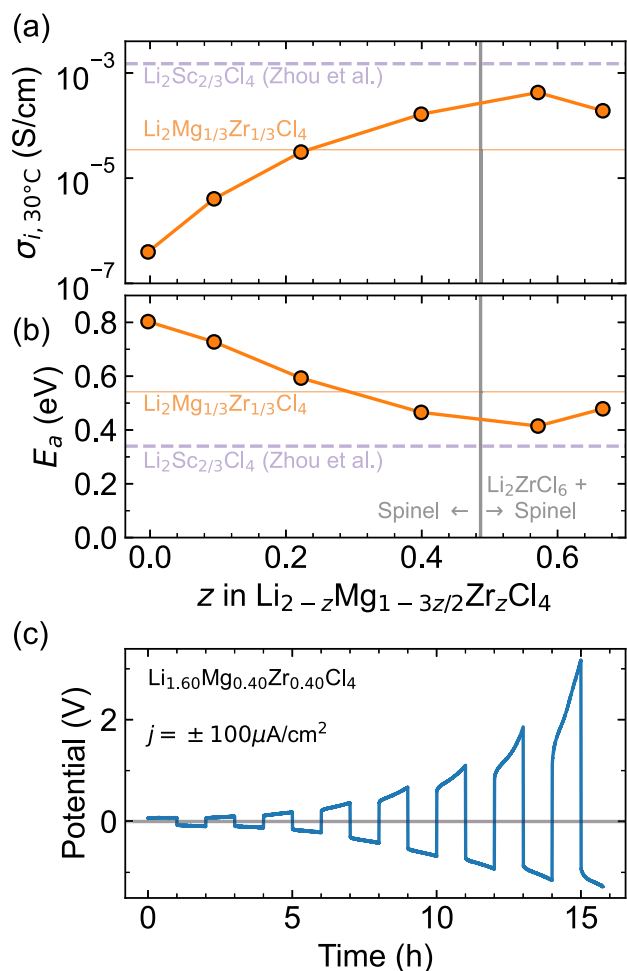 (a)
10⁻³
10⁻⁵
10⁻⁷
σᵢ, ₃₀°C (S/cm)
Li₂Sc₂/₃Cl₄ (Zhou et al.)
Li₂Mg₁/₃Zr₁/₃Cl₄
(b)
1.0
0.8
0.6
0.4
0.2
0.0
Eₐ (eV)
Li₂Mg₁/₃Zr₁/₃Cl₄
Li₂Sc₂/₃Cl₄ (Zhou et al.)
Li₂ZrCl₆ +
Spinel ← → Spinel
0.0 0.2 0.4 0.6
z in Li₂₋zMg₁₋₃z/₂ZrzCl₄
(c)
Li₁.₆₀Mg₀.₄₀Zr₀.₄₀Cl₄
j = ± 100μA/cm²
2
0
Potential (V)
0 5 10 15
Time (h)